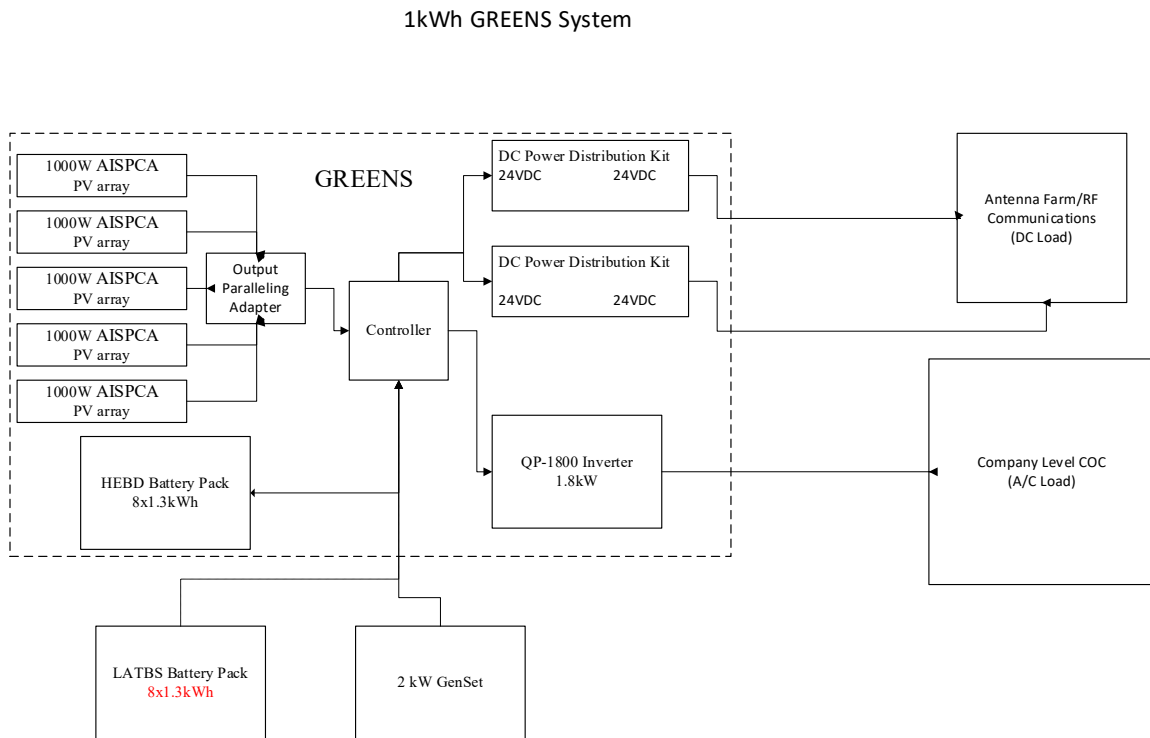 1kWh GREENS System
1000W AISPCA
PV array
1000W AISPCA
PV array
1000W AISPCA
PV array
1000W AISPCA
PV array
1000W AISPCA
PV array
GREENS
Output
Paralleling
Adapter
Controller
DC Power Distribution Kit
24VDC 24VDC
DC Power Distribution Kit
24VDC 24VDC
QP-1800 Inverter
1.8kW
HEBD Battery Pack
8x1.3kWh
LATBS Battery Pack
8x1.3kWh
2 kW GenSet
Antenna Farm/RF
Communications
(DC Load)
Company Level COC
(A/C Load)